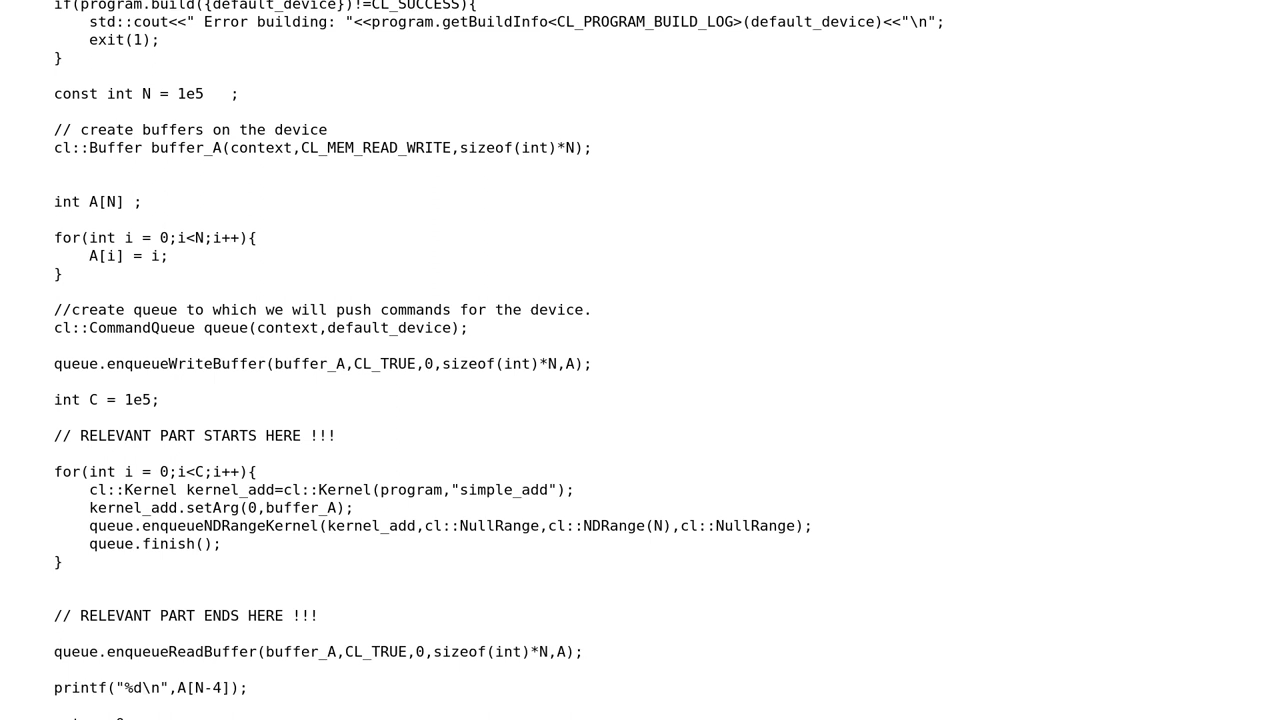 if(program.build({default_device})!=CL_SUCCESS){
    std::cout<<" Error building: "<<program.getBuildInfo<CL_PROGRAM_BUILD_LOG>(default_device)<<"\n";
    exit(1);
}
const int N = 1e5   ;
// create buffers on the device
cl::Buffer buffer_A(context,CL_MEM_READ_WRITE,sizeof(int)*N);
int A[N] ;
for(int i = 0;i<N;i++){
    A[i] = i;
}
//create queue to which we will push commands for the device.
cl::CommandQueue queue(context,default_device);
queue.enqueueWriteBuffer(buffer_A,CL_TRUE,0,sizeof(int)*N,A);
int C = 1e5;
// RELEVANT PART STARTS HERE !!!
for(int i = 0;i<C;i++){
    cl::Kernel kernel_add=cl::Kernel(program,"simple_add");
    kernel_add.setArg(0,buffer_A);
    queue.enqueueNDRangeKernel(kernel_add,cl::NullRange,cl::NDRange(N),cl::NullRange);
    queue.finish();
}
// RELEVANT PART ENDS HERE !!!
queue.enqueueReadBuffer(buffer_A,CL_TRUE,0,sizeof(int)*N,A);
printf("%d\n",A[N-4]);